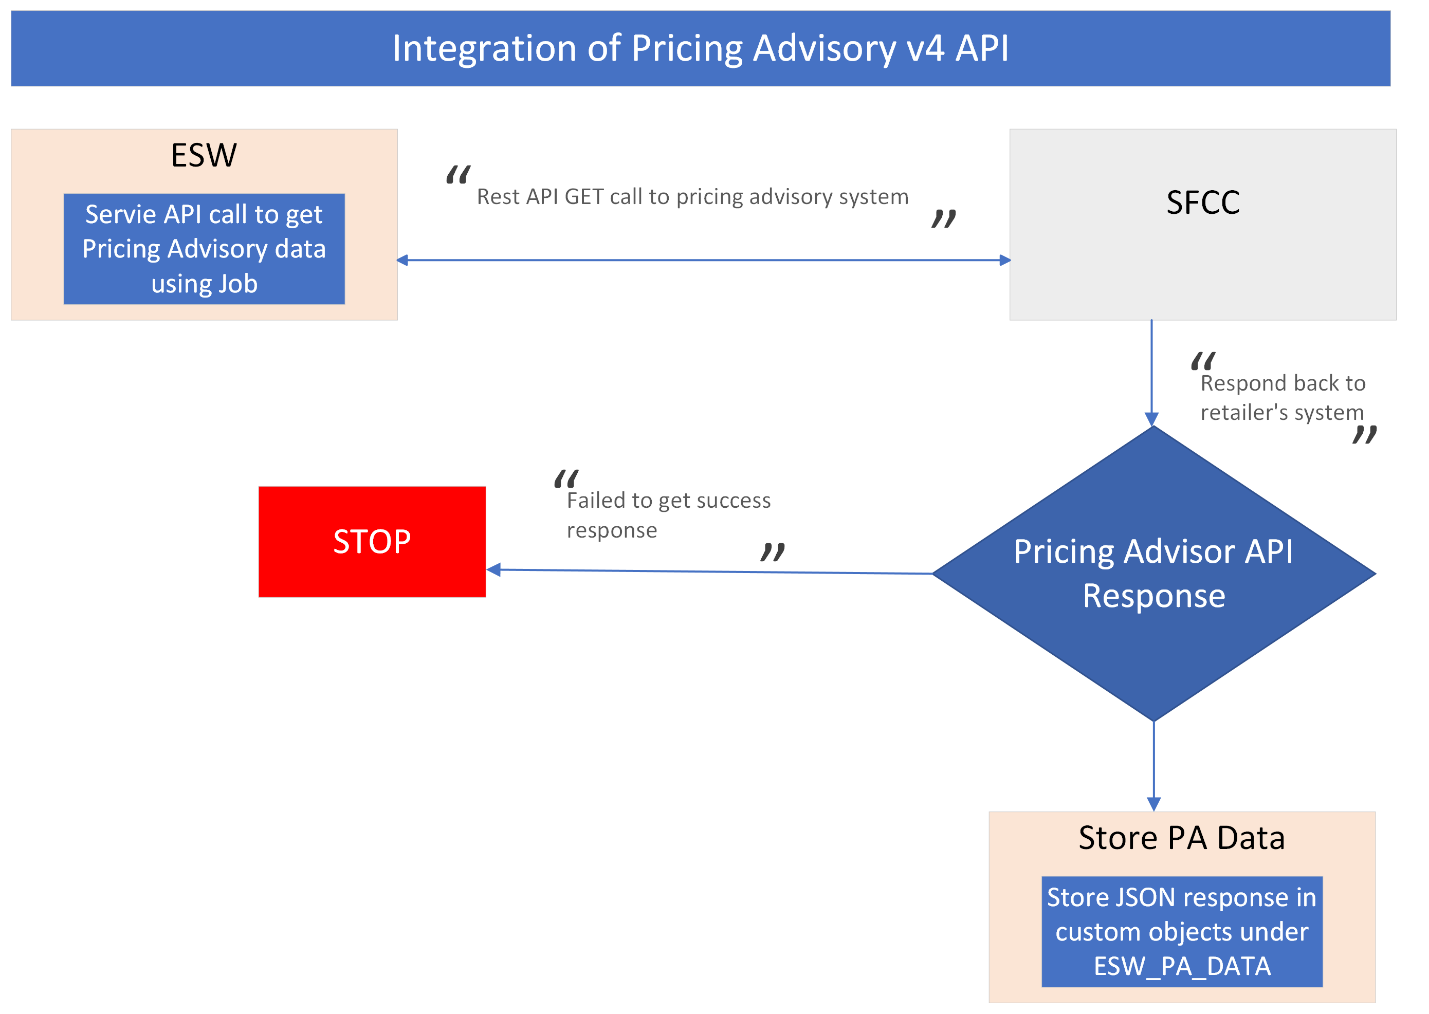 Integration of Pricing Advisory v4 API
ESW
Servie API call to get
Pricing Advisory data
using Job
“
Rest API GET call to pricing advisory system
”
SFCC
“
Respond back to
retailer's system
”
“
Failed to get success
response
”
STOP
Pricing Advisor API
Response
Store PA Data
Store JSON response in
custom objects under
ESW_PA_DATA